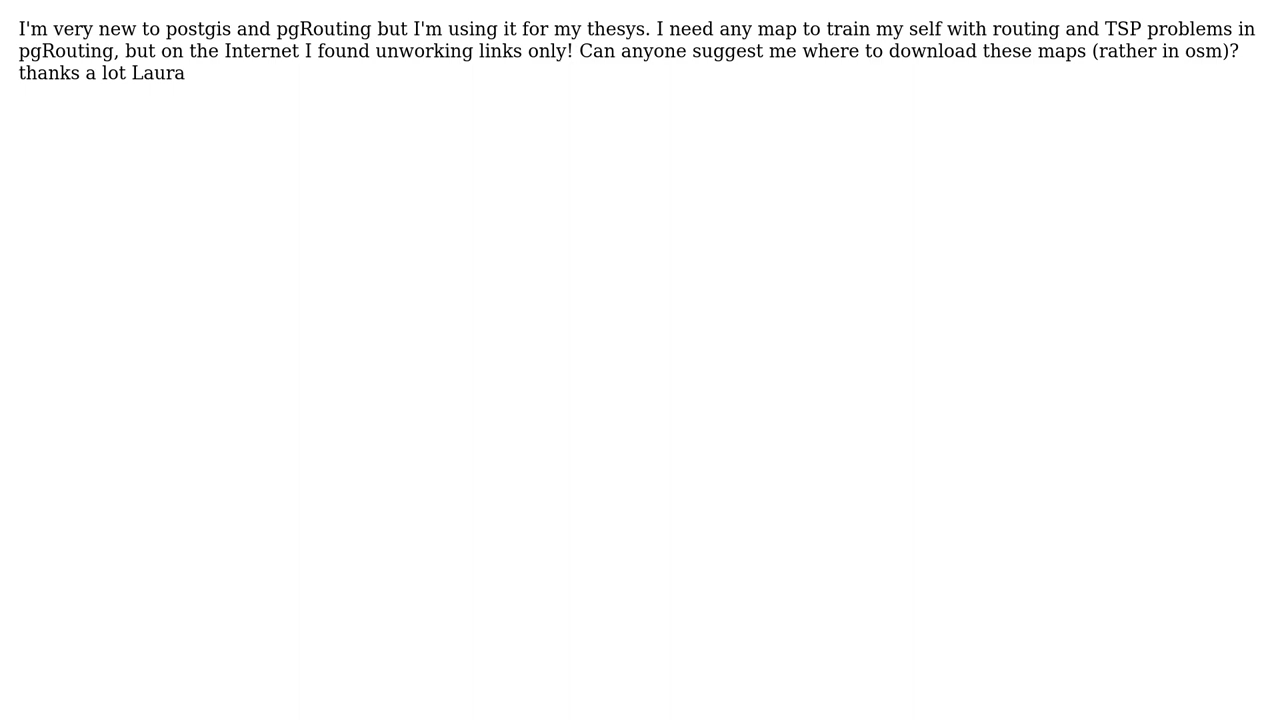 I'm very new to postgis and pgRouting but I'm using it for my thesys. I need any map to train my self with routing and TSP problems in
pgRouting, but on the Internet I found unworking links only! Can anyone suggest me where to download these maps (rather in osm)?
thanks a lot Laura